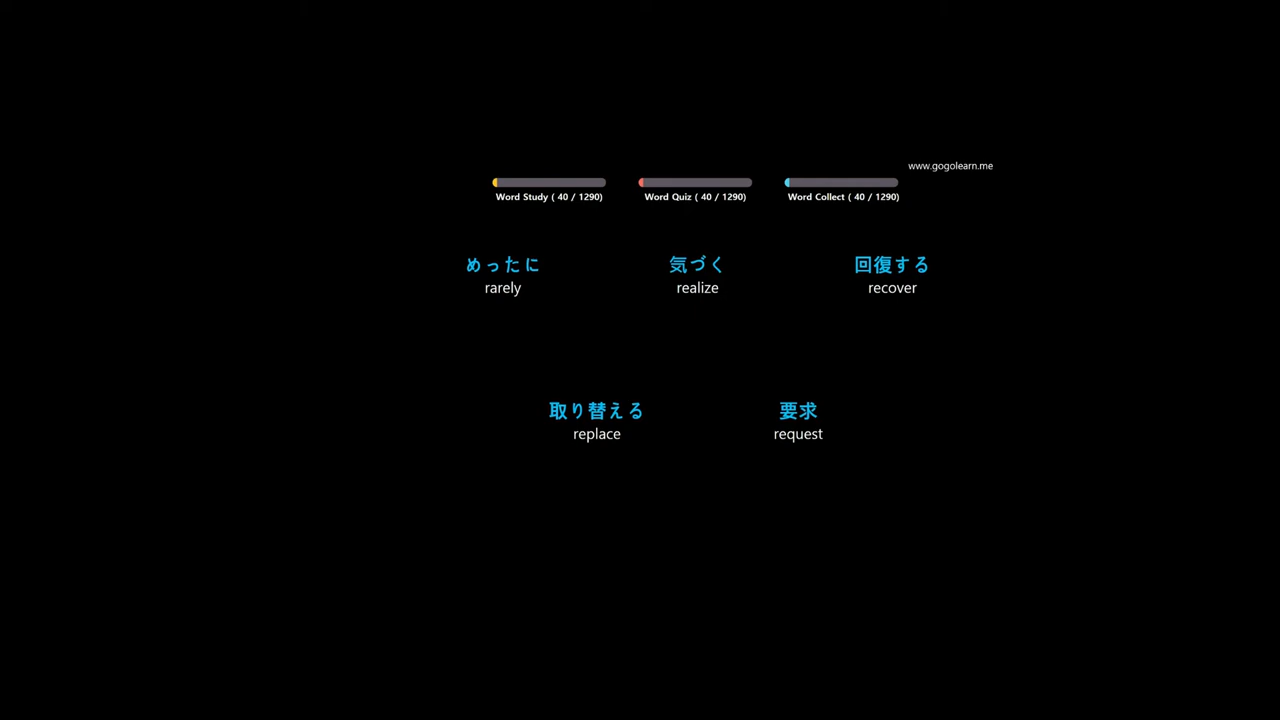 www.gogolearn.me
Word Study ( 40 / 1290)
Word Quiz ( 40 / 1290)
Word Collect ( 40 / 1290)
めったに
rarely
気づく
realize
回復する
recover
取り替える
replace
要求
request